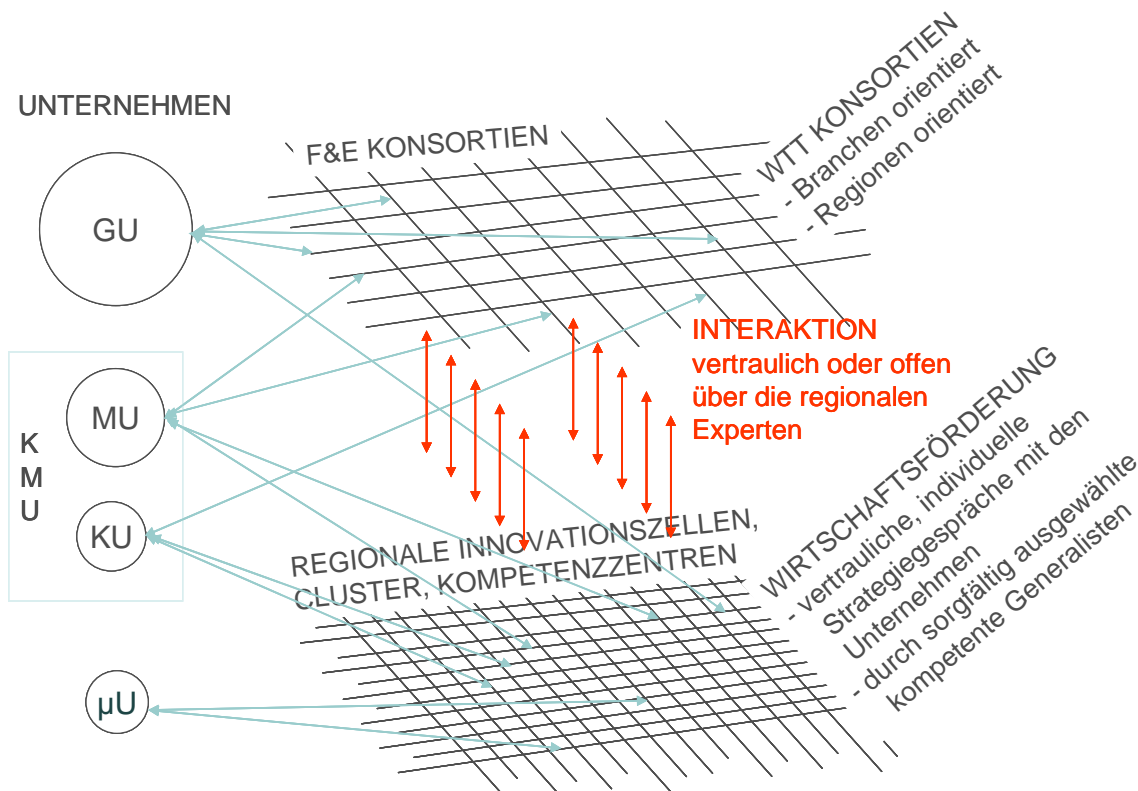 UNTERNEHMEN
F&E KONSORTIEN
WTT KONSORTIEN
- Branchen orientiert
- Regionen orientiert
GU
INTERAKTION
vertraulich oder offen
über die regionalen
Experten
K
M
U
MU
KU
REGIONALE INNOVATIONSZELLEN,
CLUSTER, KOMPETENZZENTREN
WIRTSCHAFTSFÖRDERUNG
- vertrauliche, individuelle
Strategiegespräche mit den
Unternehmen
- durch sorgfältig ausgewählte
kompetente Generalisten
µU